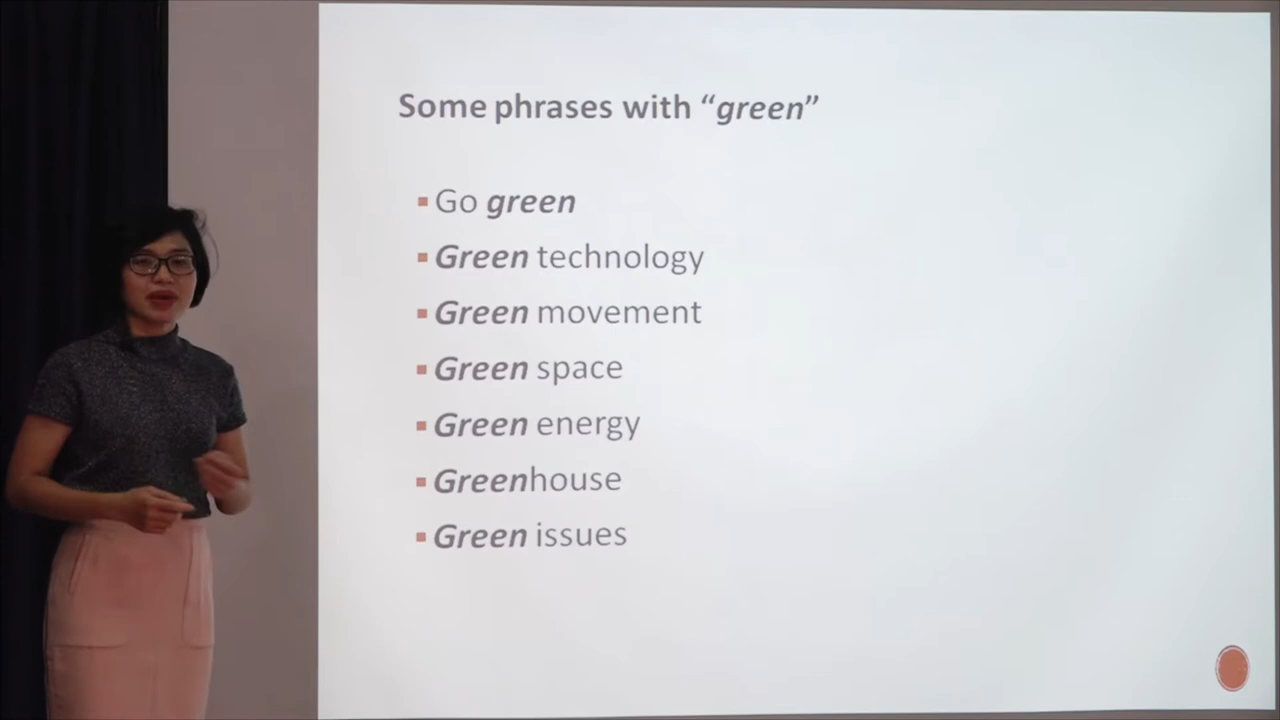 Some phrases with “green”
Go green
Green technology
Green movement
Green space
Green energy
Greenhouse
Green issues